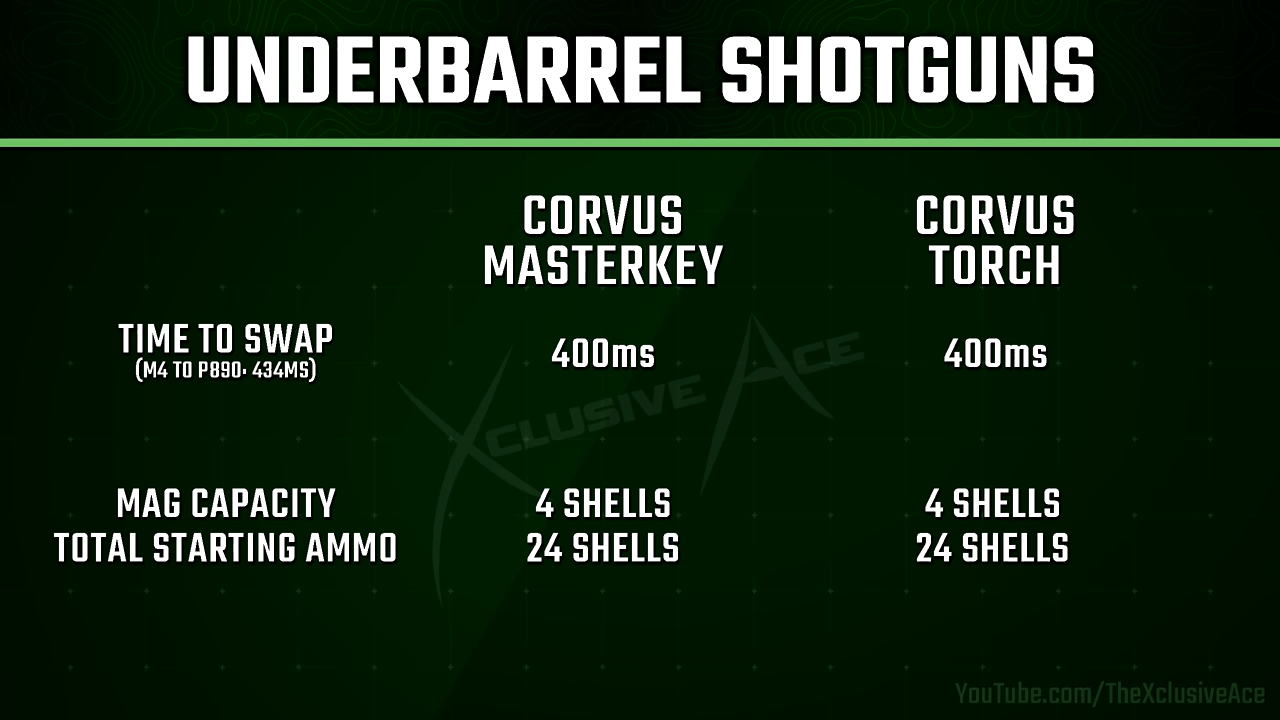 UNDERBARREL SHOTGUNS
CORVUS
MASTERKEY
CORVUS
TORCH
TIME TO SWAP
(M4 TO P890: 434MS)
400ms
400ms
XCLUSIVE ACE
MAG CAPACITY
4 SHELLS
4 SHELLS
TOTAL STARTING AMMO
24 SHELLS
24 SHELLS
YouTube.com/TheXclusiveAce